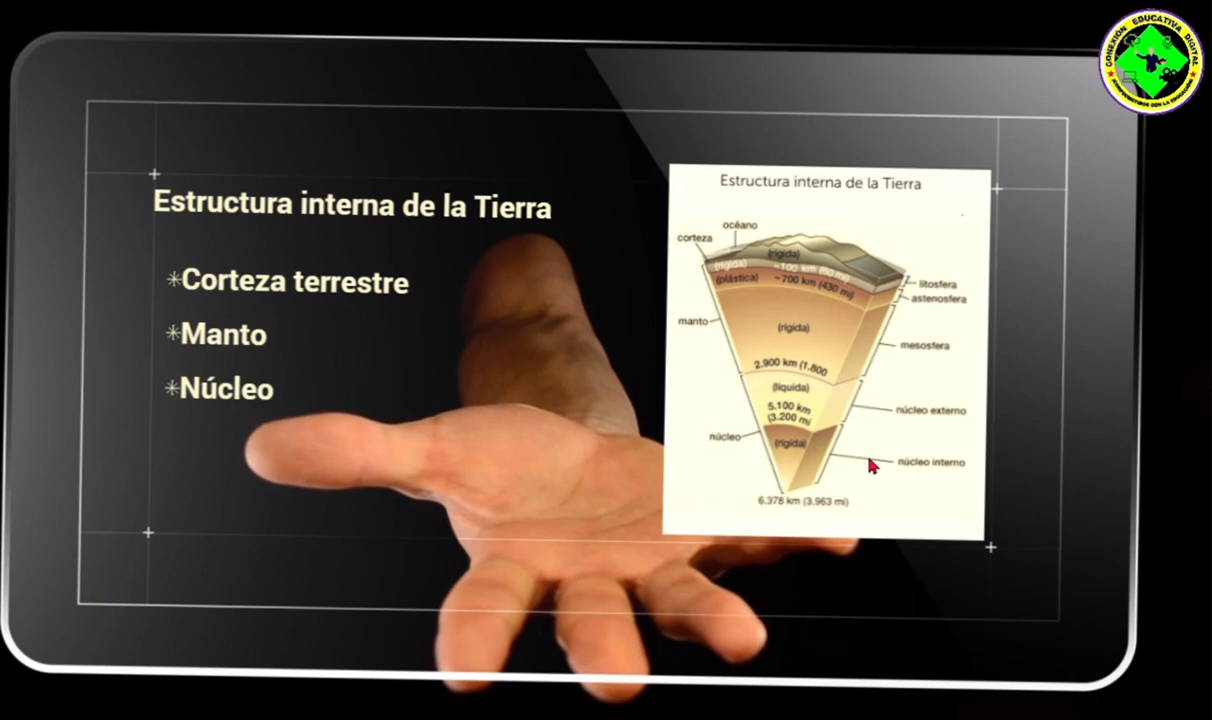 CONEXIÓN EDUCATIVA DIGITAL
Estructura interna de la Tierra
✳Corteza terrestre
✳Manto
✳Núcleo
Estructura interna de la Tierra
océano
corteza
(rígida)
(rígida) ~100 km (60 mi)
(plástica) ~700 km (430 mi)
litosfera
astenosfera
manto
(rígida)
mesosfera
2.900 km (1.800
(líquida)
5.100 km
(3.200 mi
núcleo externo
núcleo
(rígida)
núcleo interno
6.378 km (3.963 mi)